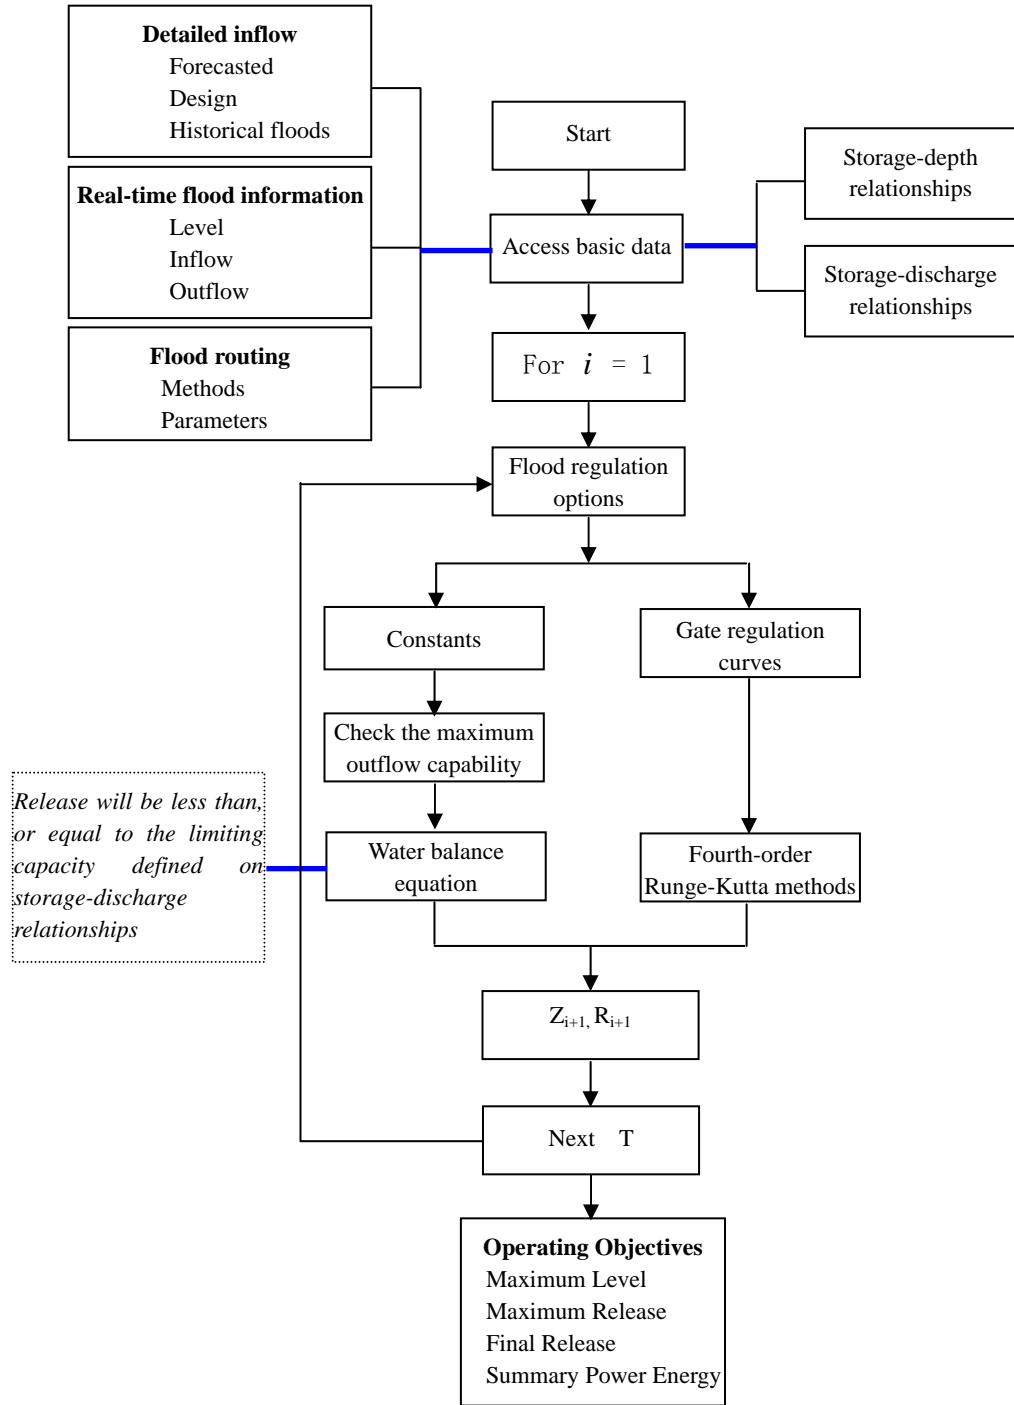 Detailed inflow
Forecasted
Design
Historical floods
Real-time flood information
Level
Inflow
Outflow
Flood routing
Methods
Parameters
Start
Access basic data
Storage-depth
relationships
Storage-discharge
relationships
For i = 1
Flood regulation
options
Constants
Gate regulation
curves
Check the maximum
outflow capability
Release will be less than,
or equal to the limiting
capacity defined on
storage-discharge
relationships
Water balance
equation
Fourth-order
Runge-Kutta methods
Zi+1, Ri+1
Next T
Operating Objectives
Maximum Level
Maximum Release
Final Release
Summary Power Energy